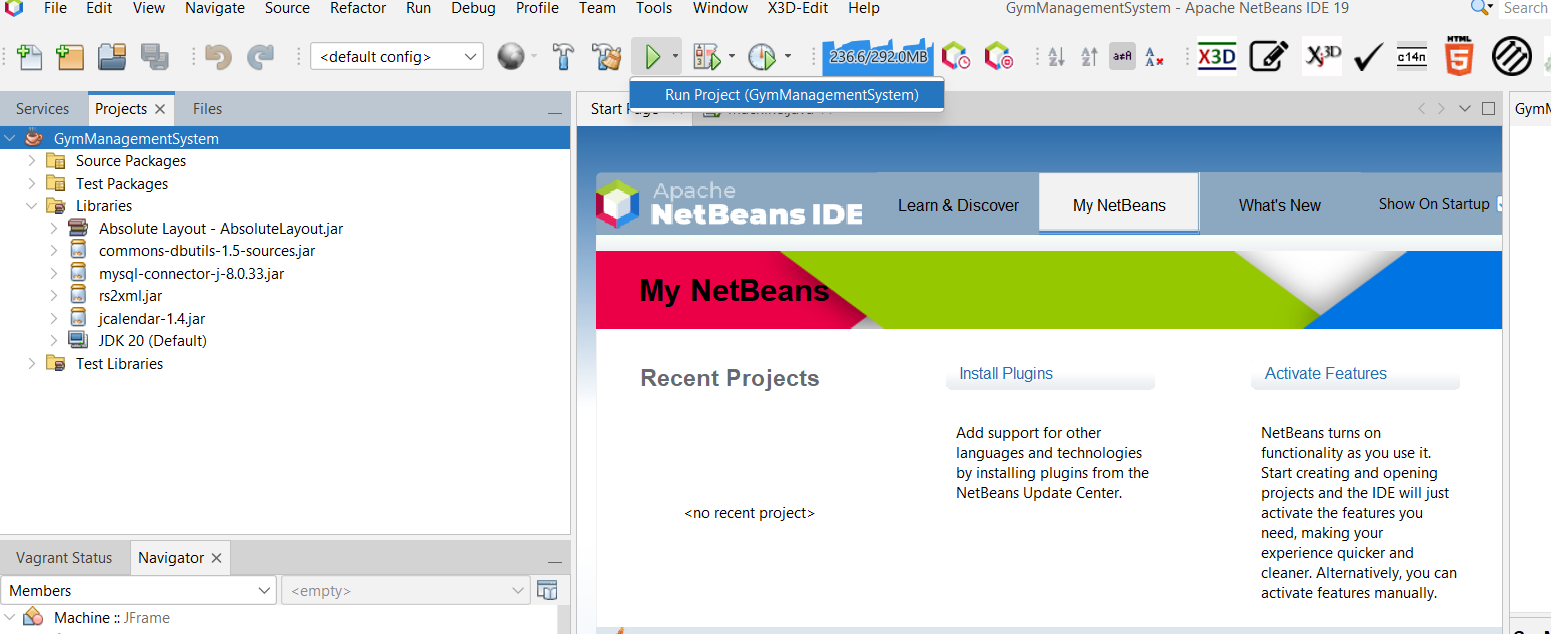 File Edit View Navigate Source Refactor Run Debug Profile Team Tools Window X3D-Edit Help GymManagementSystem - Apache NetBeans IDE 19 Search
<default config> 236.6/292.0MB X3D X3D c14n HTML 5
Run Project (GymManagementSystem)
Services Projects Files Start Page GymM
GymManagementSystem
Source Packages
Test Packages
Libraries
Absolute Layout - AbsoluteLayout.jar
commons-dbutils-1.5-sources.jar
mysql-connector-j-8.0.33.jar
rs2xml.jar
jcalendar-1.4.jar
JDK 20 (Default)
Test Libraries
Vagrant Status Navigator
Members <empty>
Machine :: JFrame
Apache
NetBeans IDE
Learn & Discover My NetBeans What's New Show On Startup
My NetBeans
Recent Projects
<no recent project>
Install Plugins
Add support for other
languages and technologies
by installing plugins from the
NetBeans Update Center.
Activate Features
NetBeans turns on
functionality as you use it.
Start creating and opening
projects and the IDE will just
activate the features you
need, making your
experience quicker and
cleaner. Alternatively, you can
activate features manually.